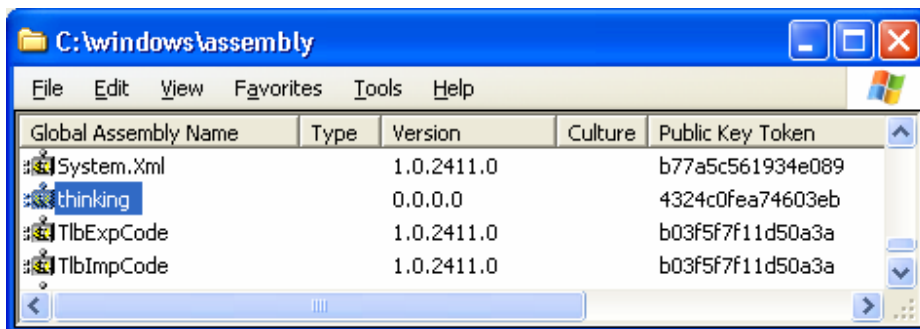 C:\windows\assembly
File Edit View Favorites Tools Help
Global Assembly Name Type Version Culture Public Key Token
System.Xml 1.0.2411.0 b77a5c561934e089
thinking 0.0.0.0 4324c0fea74603eb
TlbExpCode 1.0.2411.0 b03f5f7f11d50a3a
TlbImpCode 1.0.2411.0 b03f5f7f11d50a3a